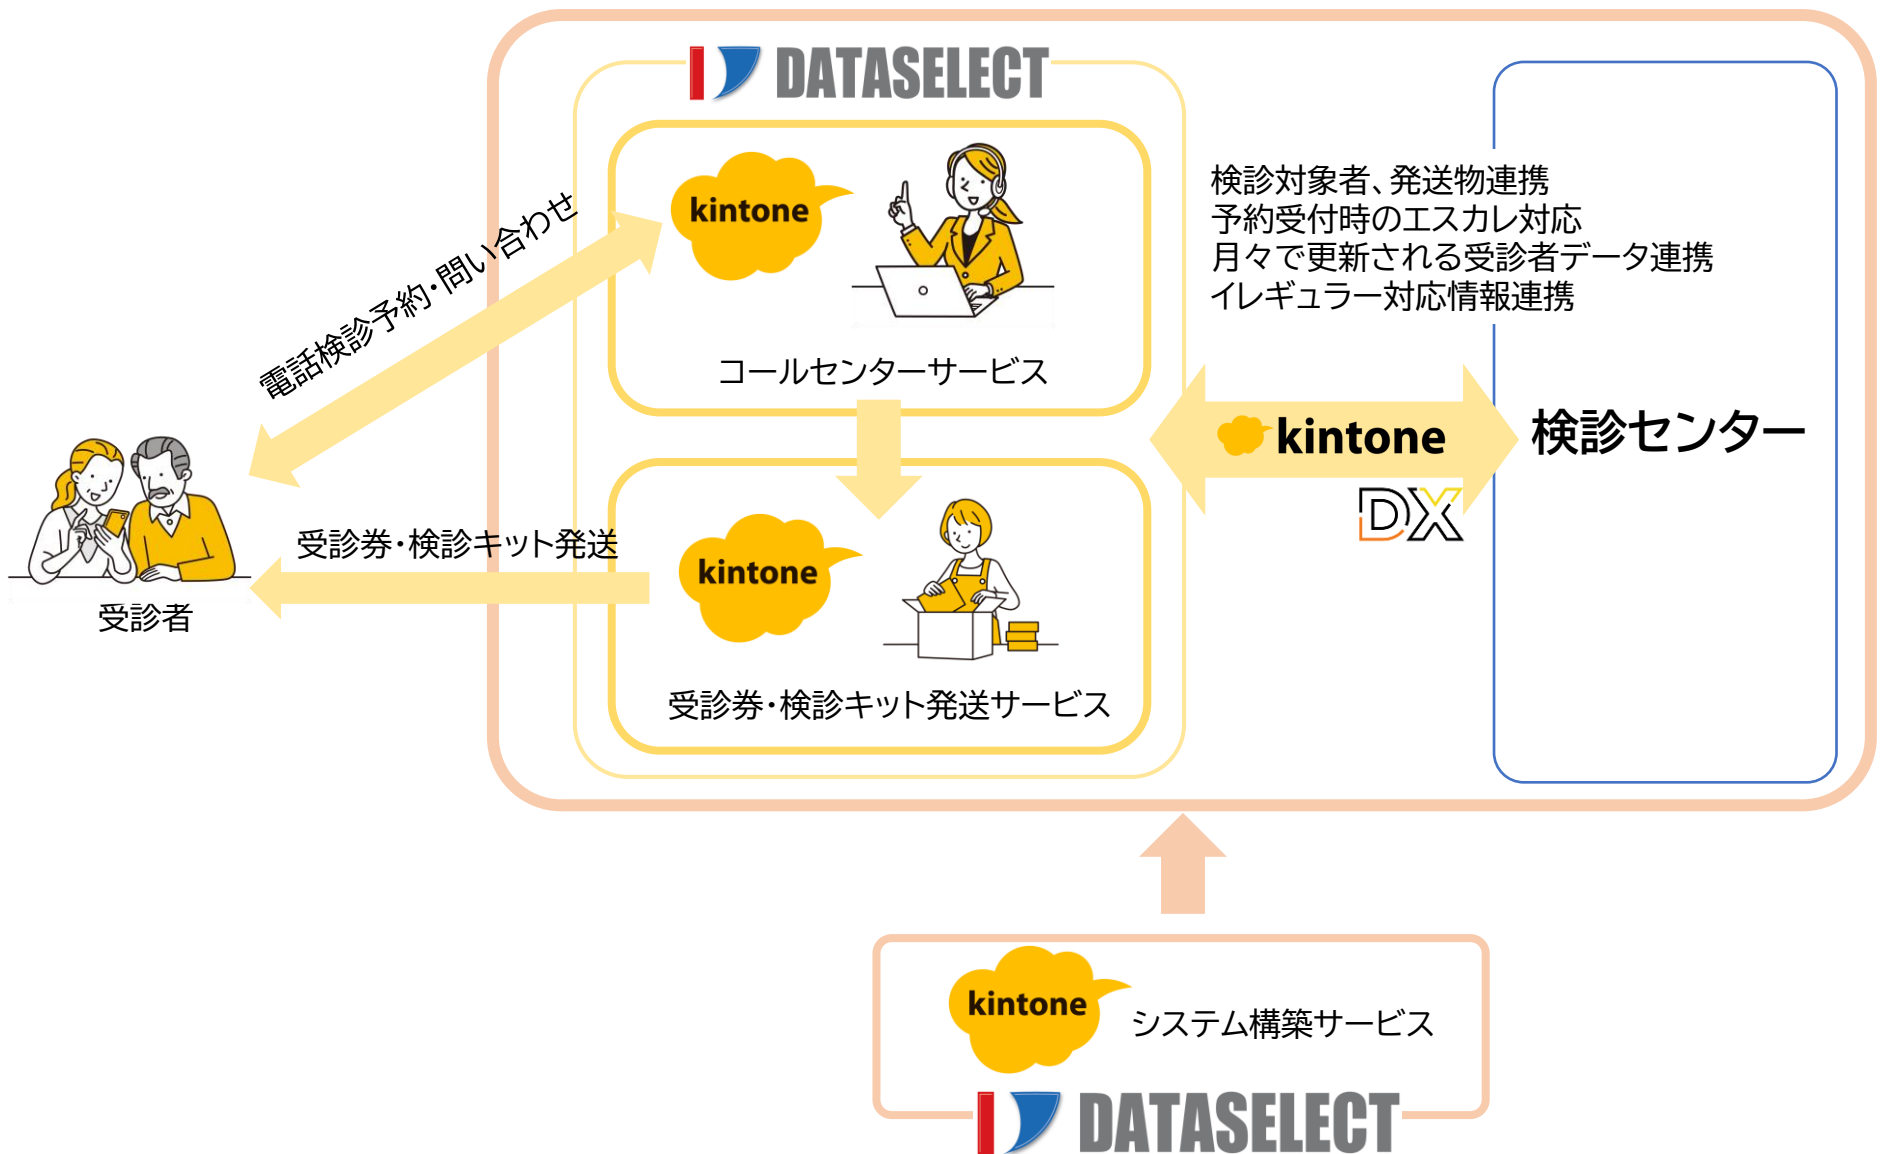 DATASELECT
kintone
コールセンターサービス
電話検診予約・問い合わせ
検診対象者、発送物連携
予約受付時のエスカレ対応
月々で更新される受診者データ連携
イレギュラー対応情報連携
kintone
DX
検診センター
受診者
受診券・検診キット発送
kintone
受診券・検診キット発送サービス
kintone
システム構築サービス
DATASELECT